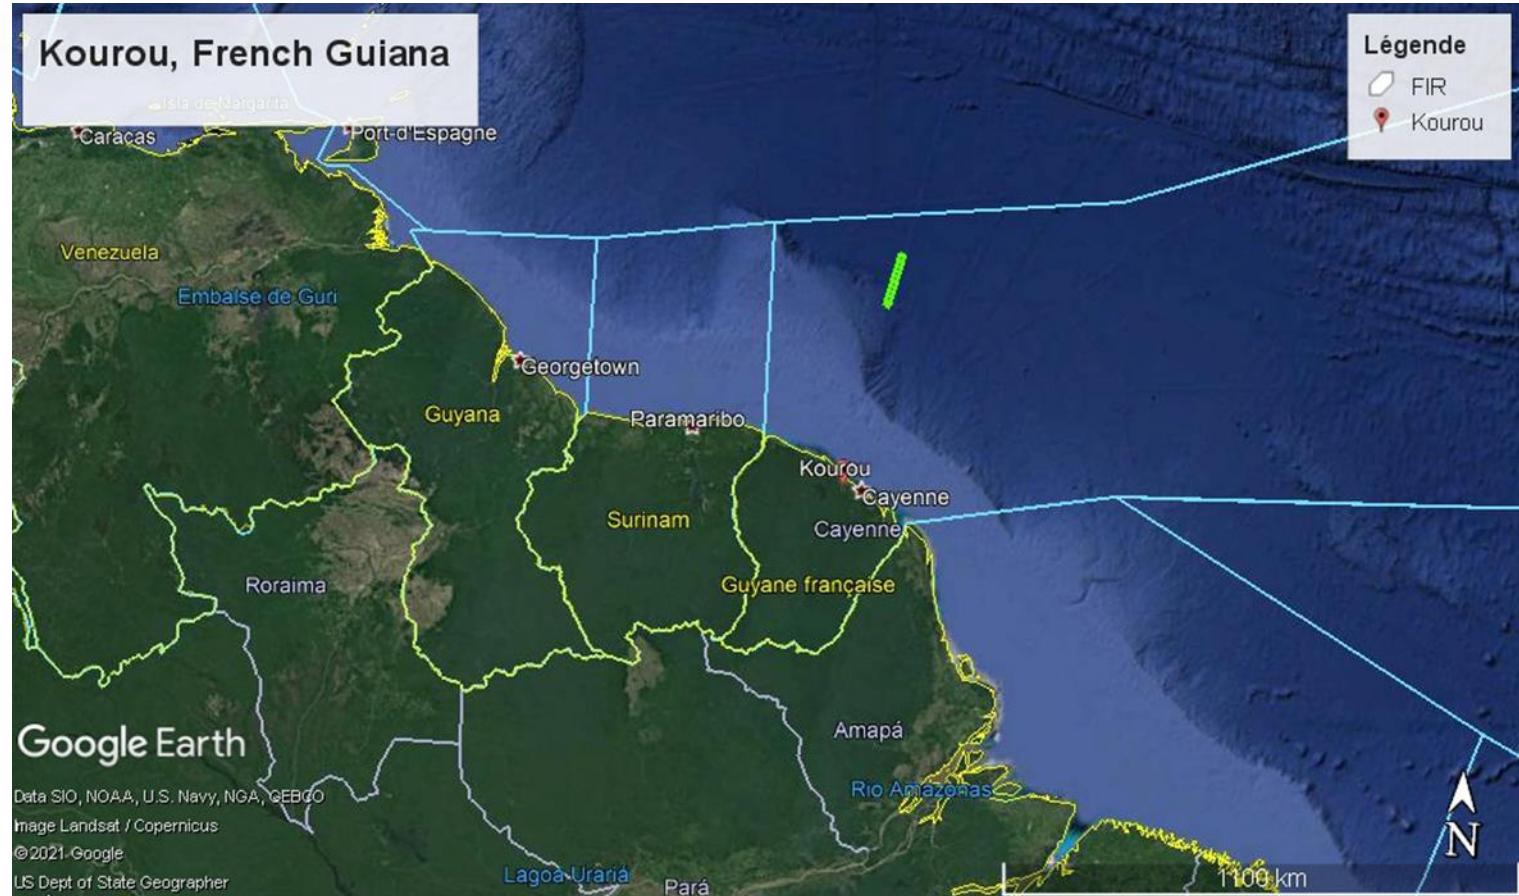 Kourou, French Guiana
Légende
FIR
Kourou
Isla de Margarita
Caracas
Port-d'Espagne
Venezuela
Embalse de Guri
Georgetown
Guyana
Paramaribo
Kourou
Cayenne
Surinam
Cayenne
Roraima
Guyane française
Amapá
Google Earth
Rio Amazonas
Data SIO, NOAA, U.S. Navy, NGA, GEBCO
Image Landsat / Copernicus
©2021 Google
US Dept of State Geographer
Lagoa Urariá
Pará
1100 km
N